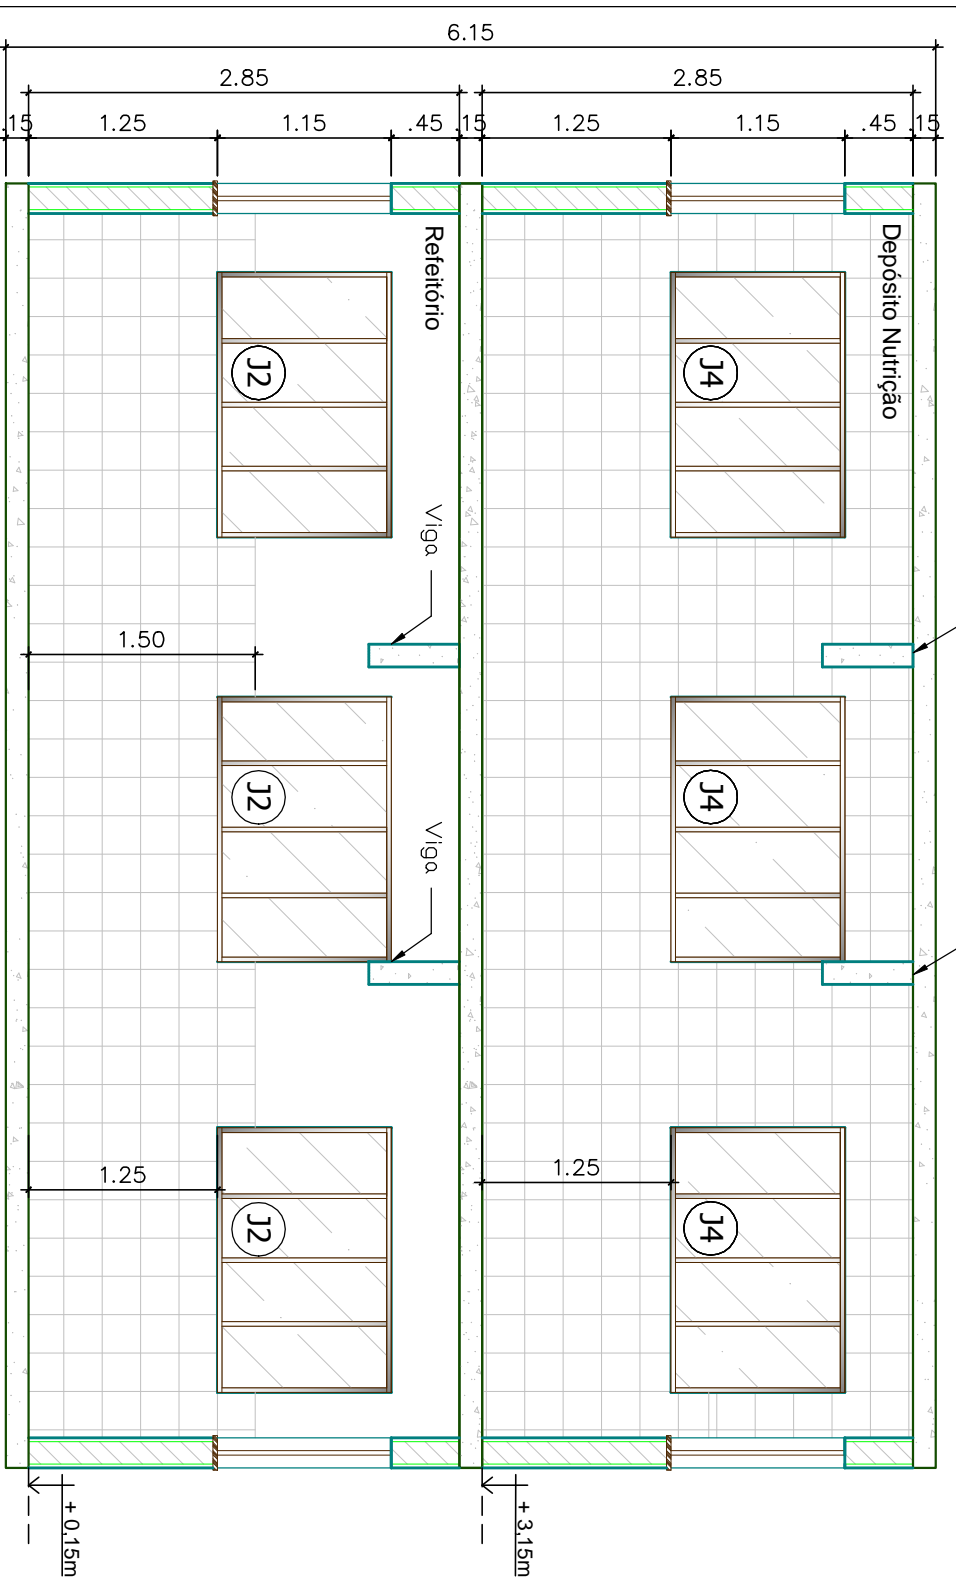 6.15
2.85
2.85
.15
1.25
1.15
.45
.15
1.25
1.15
.45
.15
Depósito Nutrição
Refeitório
J2
J4
Viga
1.50
J2
J4
Viga
1.25
1.25
J2
J4
+ 0,15m
+ 3,15m